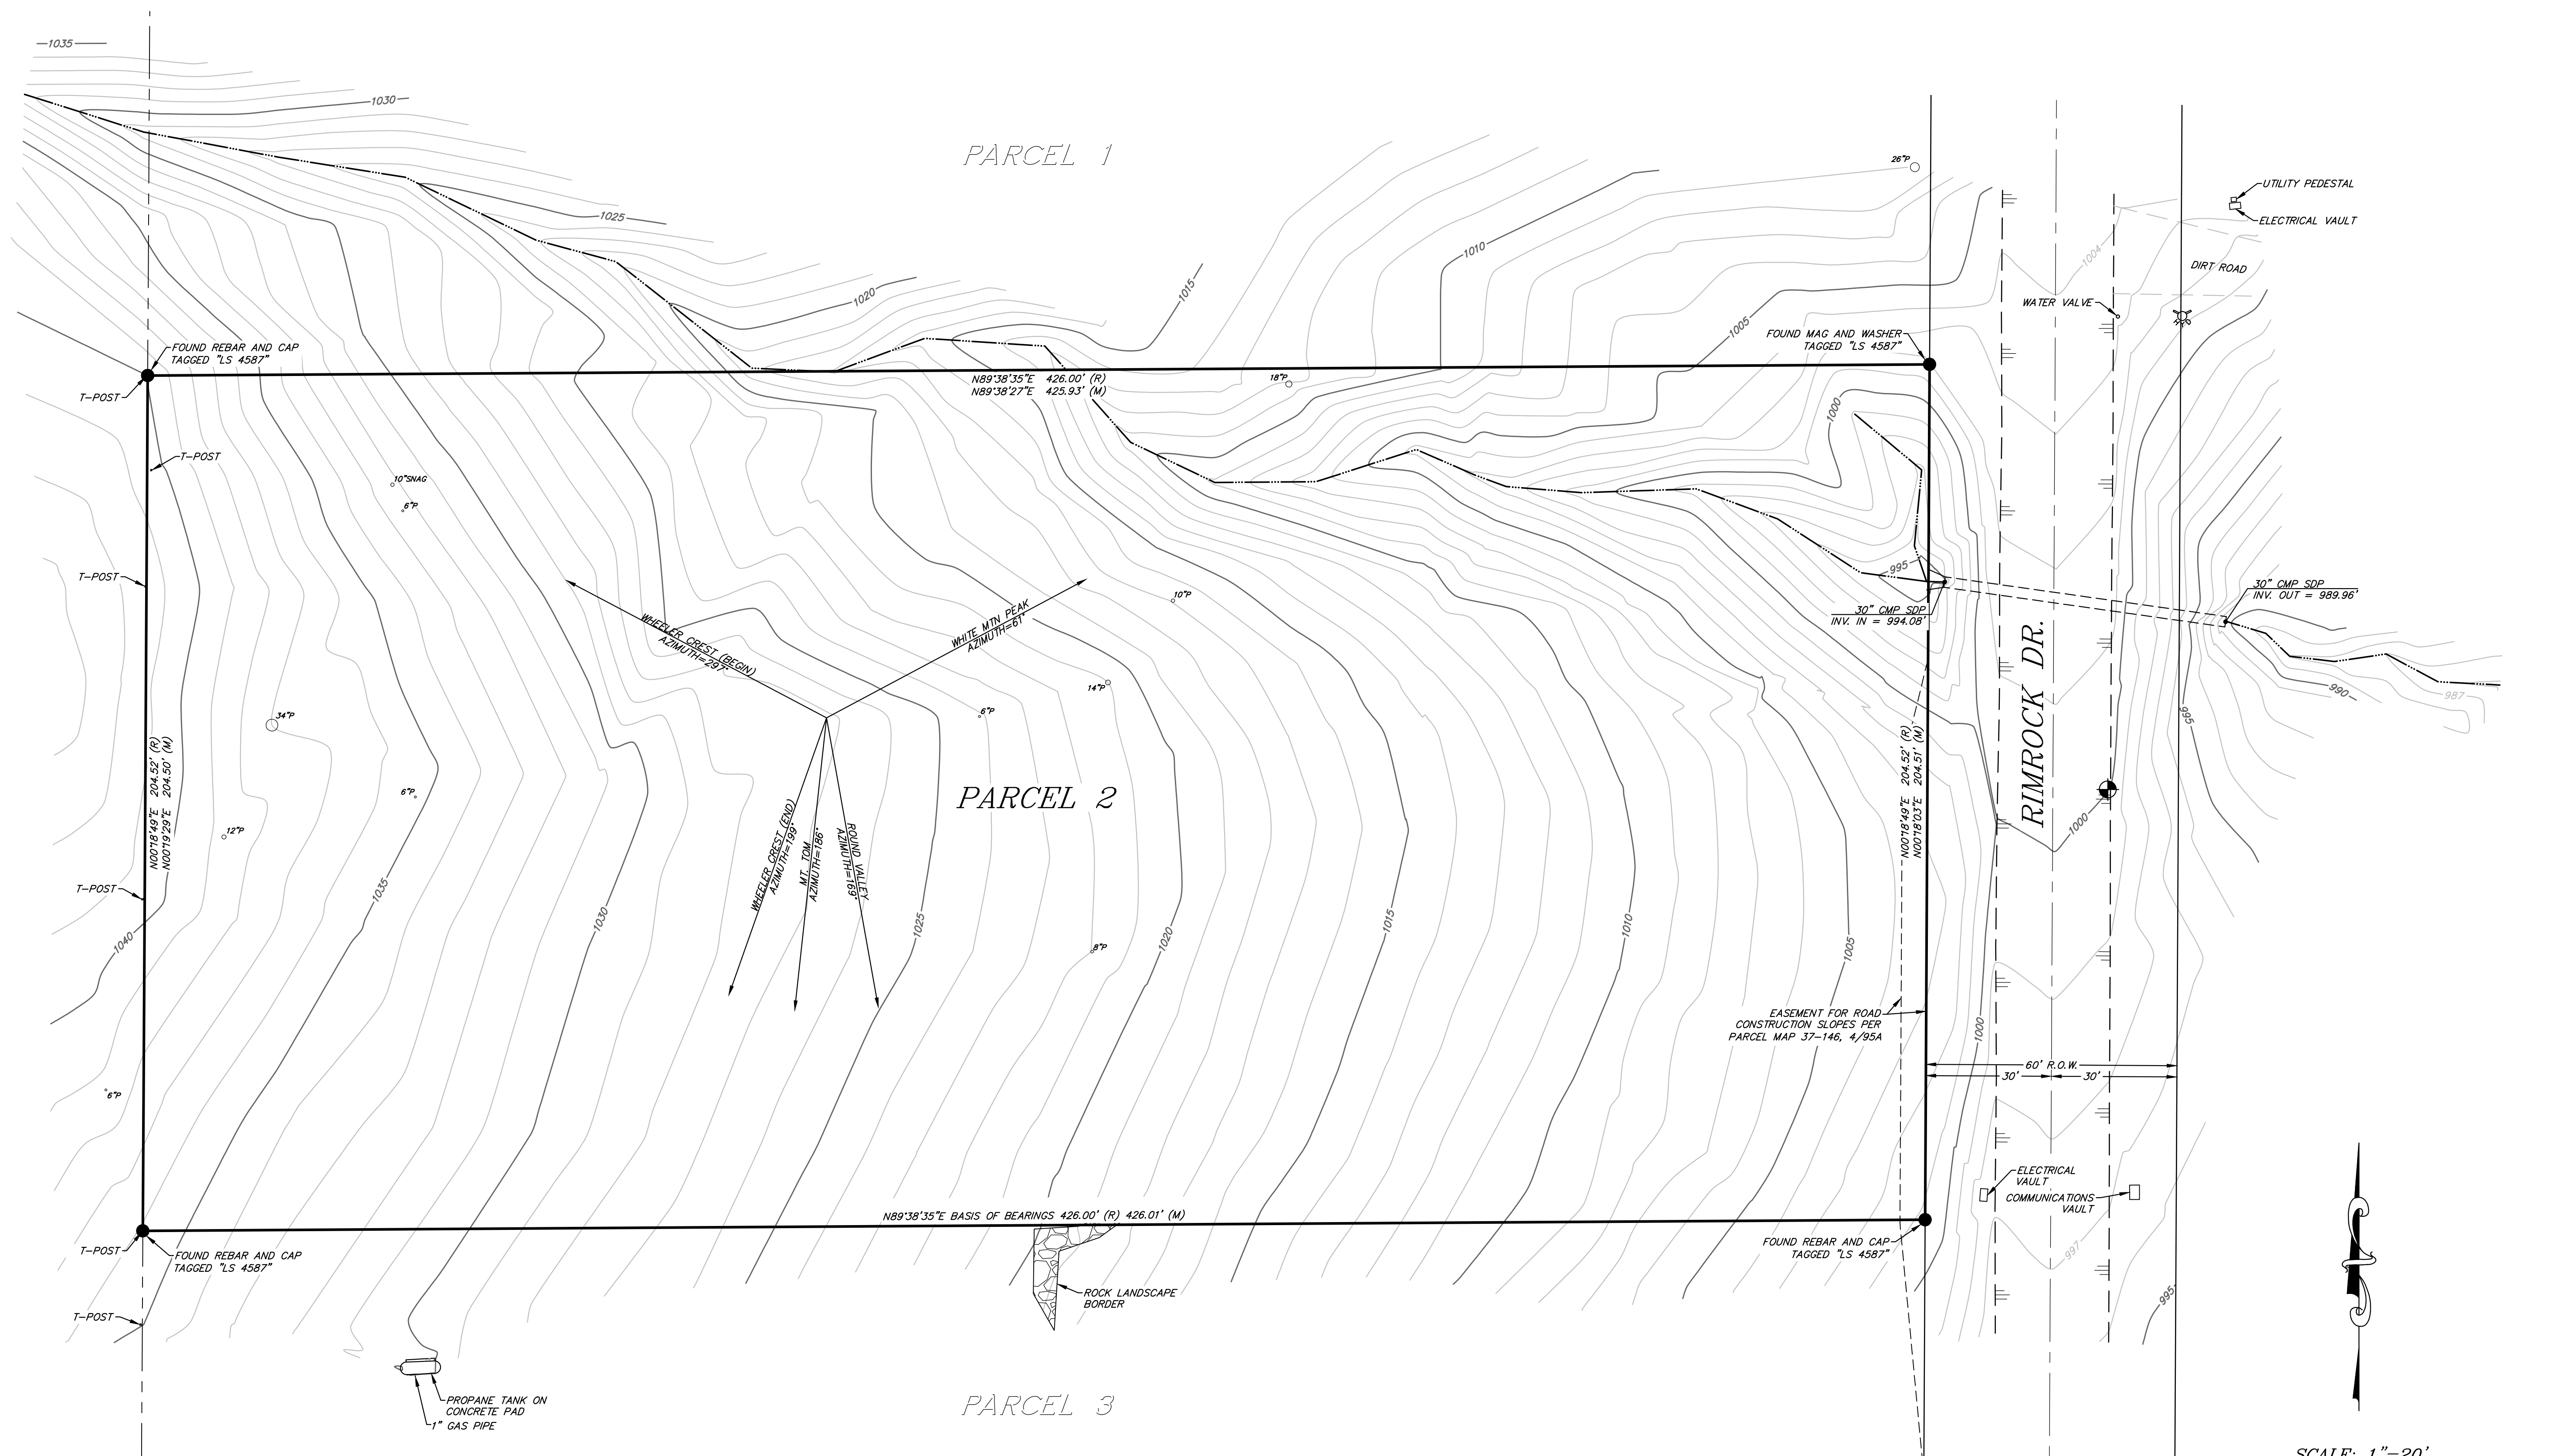 1035
1030
PARCEL 1
26"P
UTILITY PEDESTAL
ELECTRICAL VAULT
1025
1004
1010
DIRT ROAD
1015
1020
WATER VALVE
1005
FOUND MAG AND WASHER
TAGGED "LS 4587"
FOUND REBAR AND CAP
TAGGED "LS 4587"
N89°38'35"E 426.00' (R)
N89°38'27"E 425.93' (M)
18"P
T-POST
1000
T-POST
10"SNAG
6"P
995
T-POST
30" CMP SDP
INV. OUT = 989.96'
30" CMP SDP
INV. IN = 994.08'
10"P
WHEELER CREST (BEGIN)
AZIMUTH=297°
WHITE MTN PEAK
AZIMUTH=61°
RIMROCK DR.
14"P
990
987
34"P
6"P
995
N00°18'49"E 204.52' (R)
N00°19'29"E 204.50' (M)
N00°18'49"E 204.52' (R)
N00°18'03"E 204.51' (M)
6"P
PARCEL 2
12"P
1000
WHEELER CREST (END)
AZIMUTH=199°
MT. TOM
AZIMUTH=186°
ROUND VALLEY
AZIMUTH=169°
T-POST
1035
1030
1025
1020
1015
1010
1005
1040
8"P
EASEMENT FOR ROAD
CONSTRUCTION SLOPES PER
PARCEL MAP 37-146, 4/95A
1000
60' R.O.W.
30'
30'
6"P
ELECTRICAL
VAULT
COMMUNICATIONS
VAULT
N89°38'35"E BASIS OF BEARINGS 426.00' (R) 426.01' (M)
T-POST
FOUND REBAR AND CAP
TAGGED "LS 4587"
FOUND REBAR AND CAP
TAGGED "LS 4587"
997
995
ROCK LANDSCAPE
BORDER
T-POST
PROPANE TANK ON
CONCRETE PAD
1" GAS PIPE
PARCEL 3
SCALE: 1"=20'